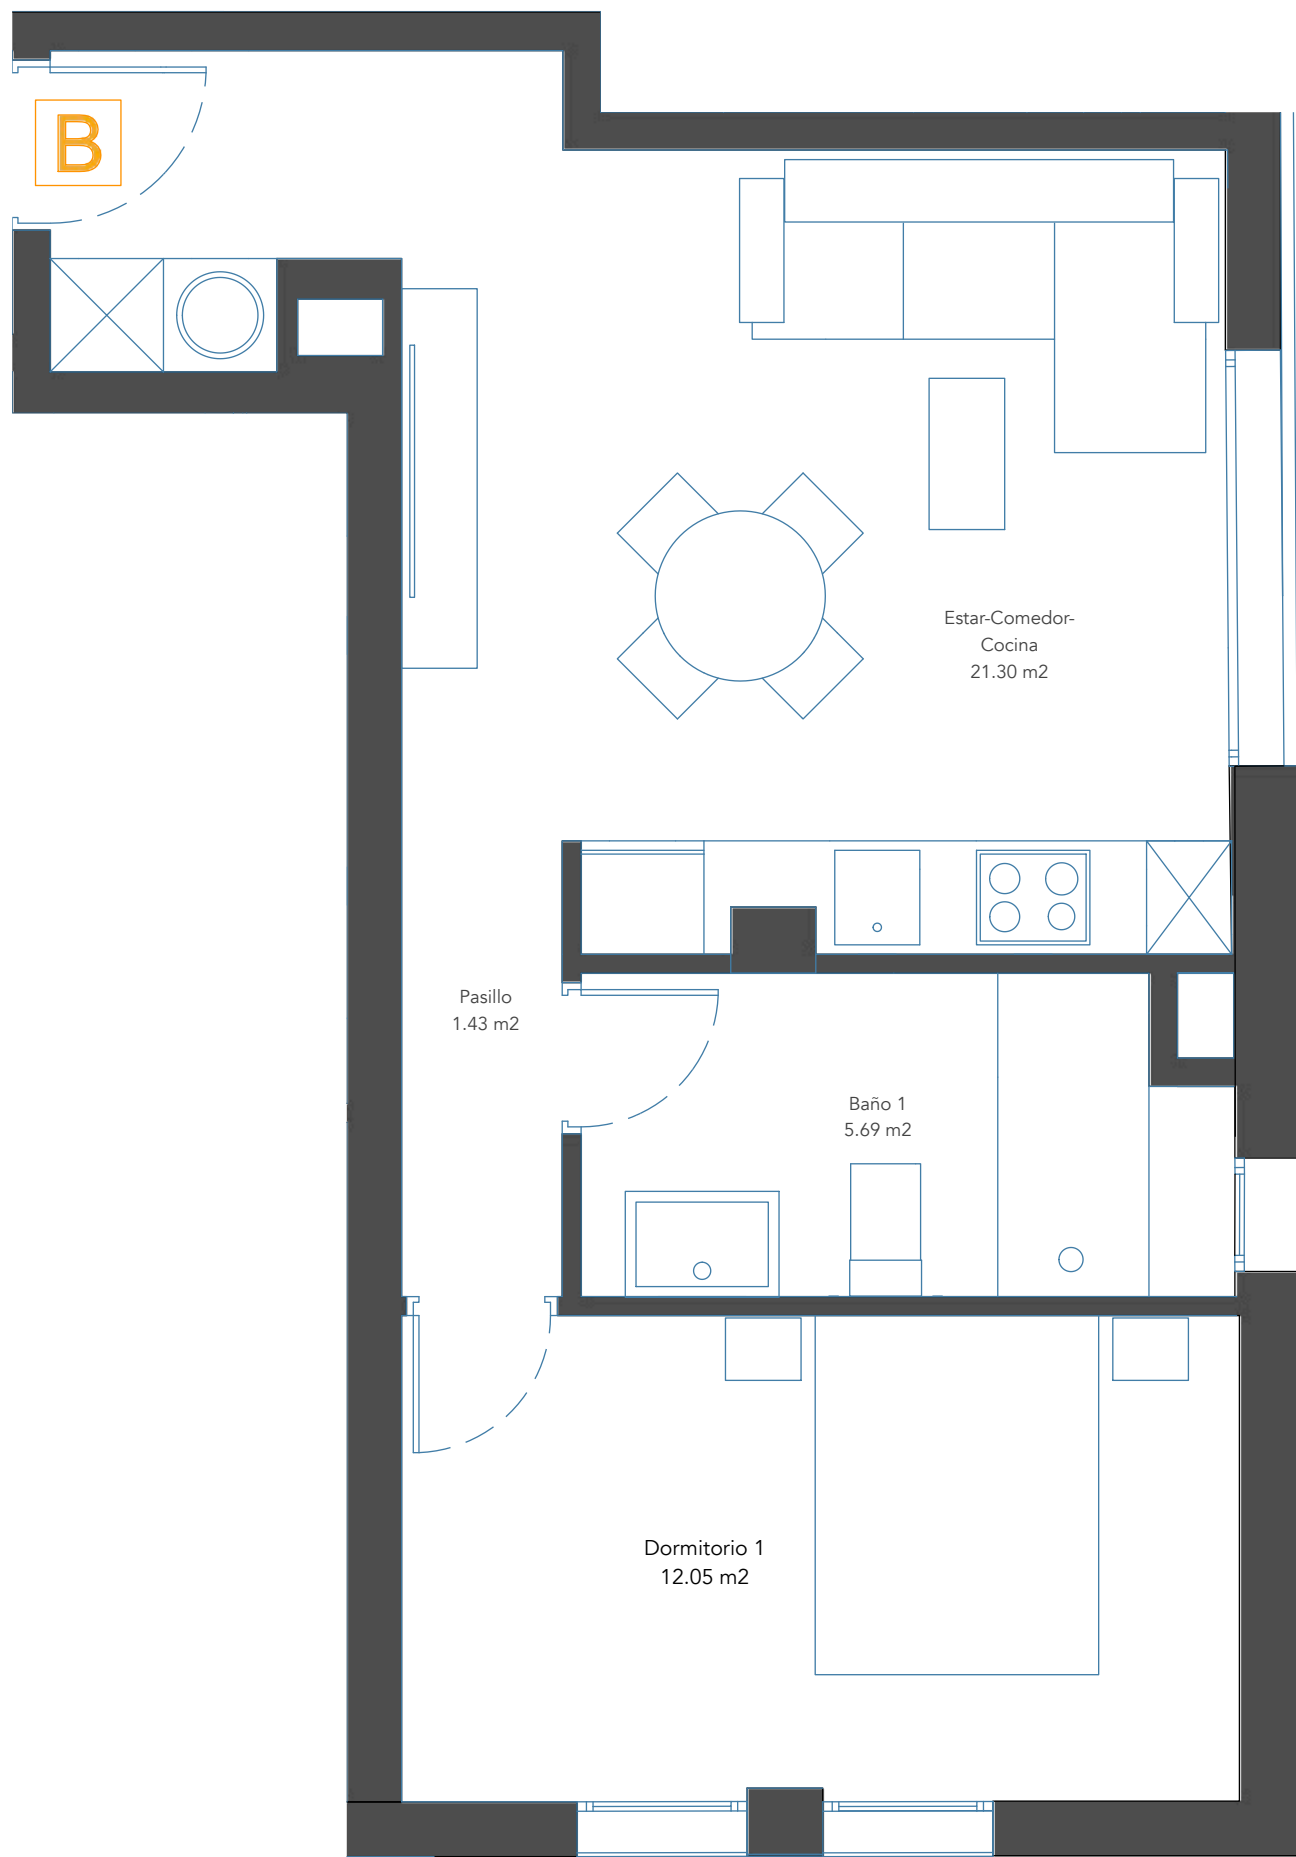 B
Estar-Comedor-
Cocina
21.30 m2
Pasillo
1.43 m2
Baño 1
5.69 m2
Dormitorio 1
12.05 m2